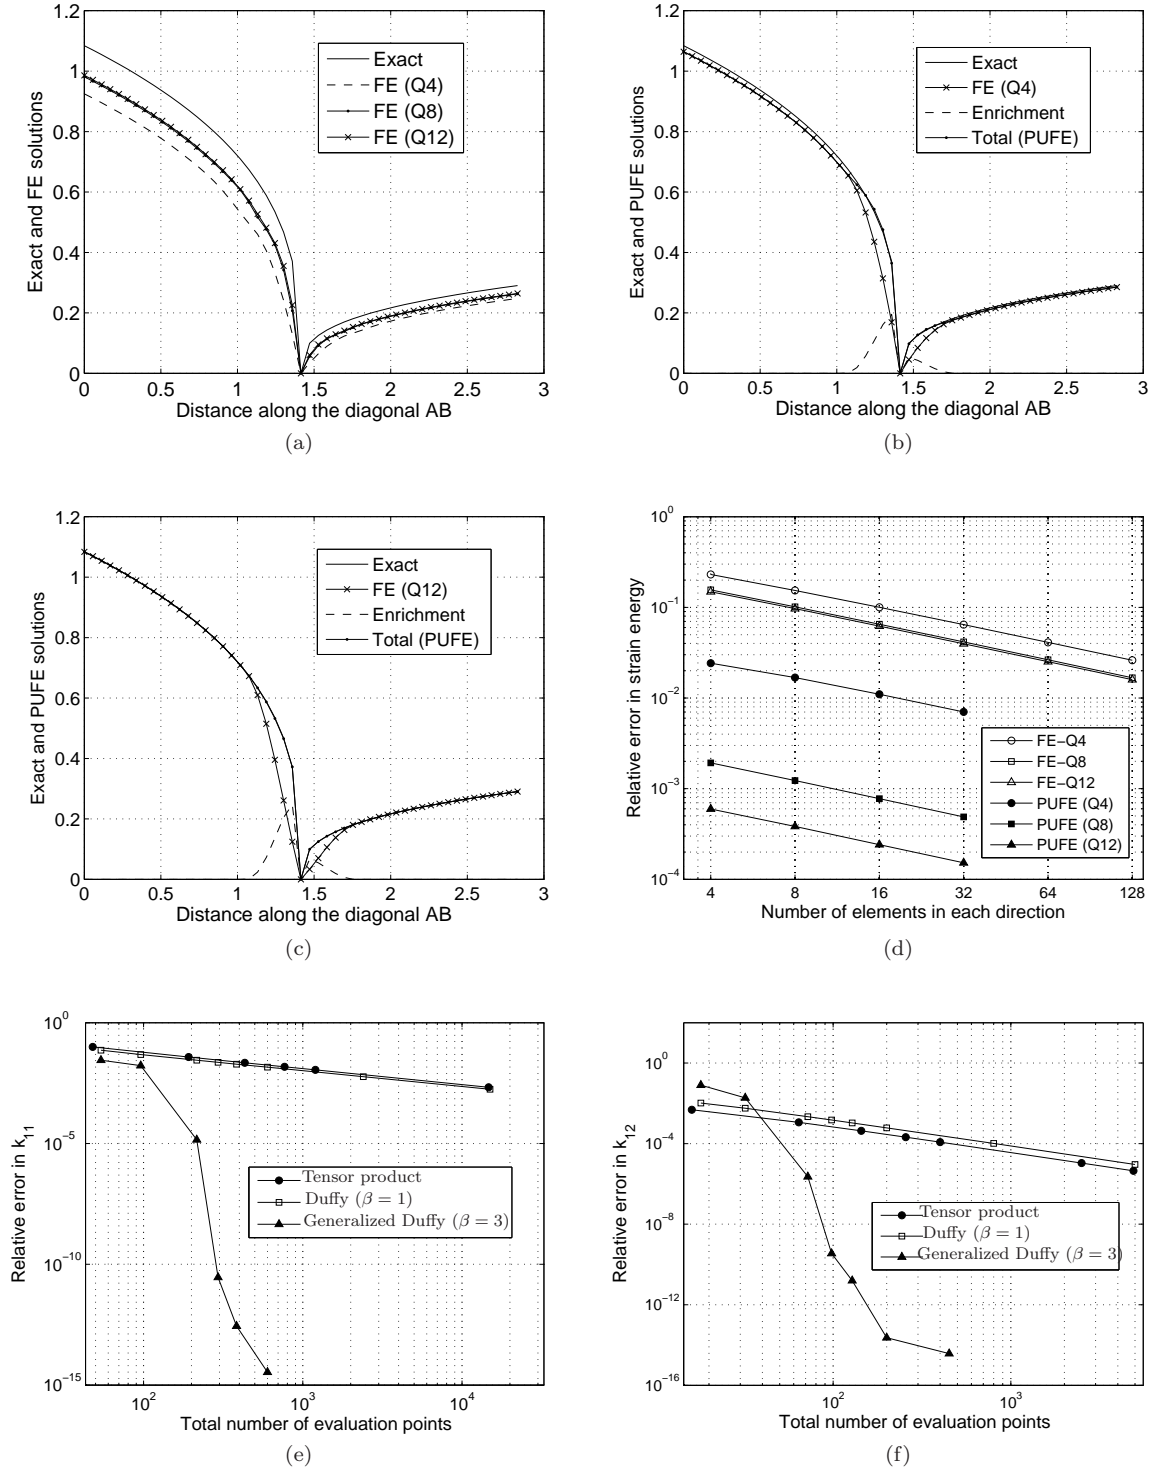 Exact and FE solutions
1.2
1
0.8
0.6
0.4
0.2
0
Exact
FE (Q4)
FE (Q8)
FE (Q12)
0 0.5 1 1.5 2 2.5 3
Distance along the diagonal AB
(a)
Exact and PUFE solutions
1.2
1
0.8
0.6
0.4
0.2
0
Exact
FE (Q4)
Enrichment
Total (PUFE)
0 0.5 1 1.5 2 2.5 3
Distance along the diagonal AB
(b)
Exact and PUFE solutions
1.2
1
0.8
0.6
0.4
0.2
0
Exact
FE (Q12)
Enrichment
Total (PUFE)
0 0.5 1 1.5 2 2.5 3
Distance along the diagonal AB
(c)
Relative error in strain energy
10^0
10^-1
10^-2
10^-3
10^-4
FE-Q4
FE-Q8
FE-Q12
PUFE (Q4)
PUFE (Q8)
PUFE (Q12)
4 8 16 32 64 128
Number of elements in each direction
(d)
Relative error in k_11
10^0
10^-5
10^-10
10^-15
Tensor product
Duffy (β = 1)
Generalized Duffy (β = 3)
10^2 10^3 10^4
Total number of evaluation points
(e)
Relative error in k_12
10^0
10^-4
10^-8
10^-12
10^-16
Tensor product
Duffy (β = 1)
Generalized Duffy (β = 3)
10^2 10^3
Total number of evaluation points
(f)